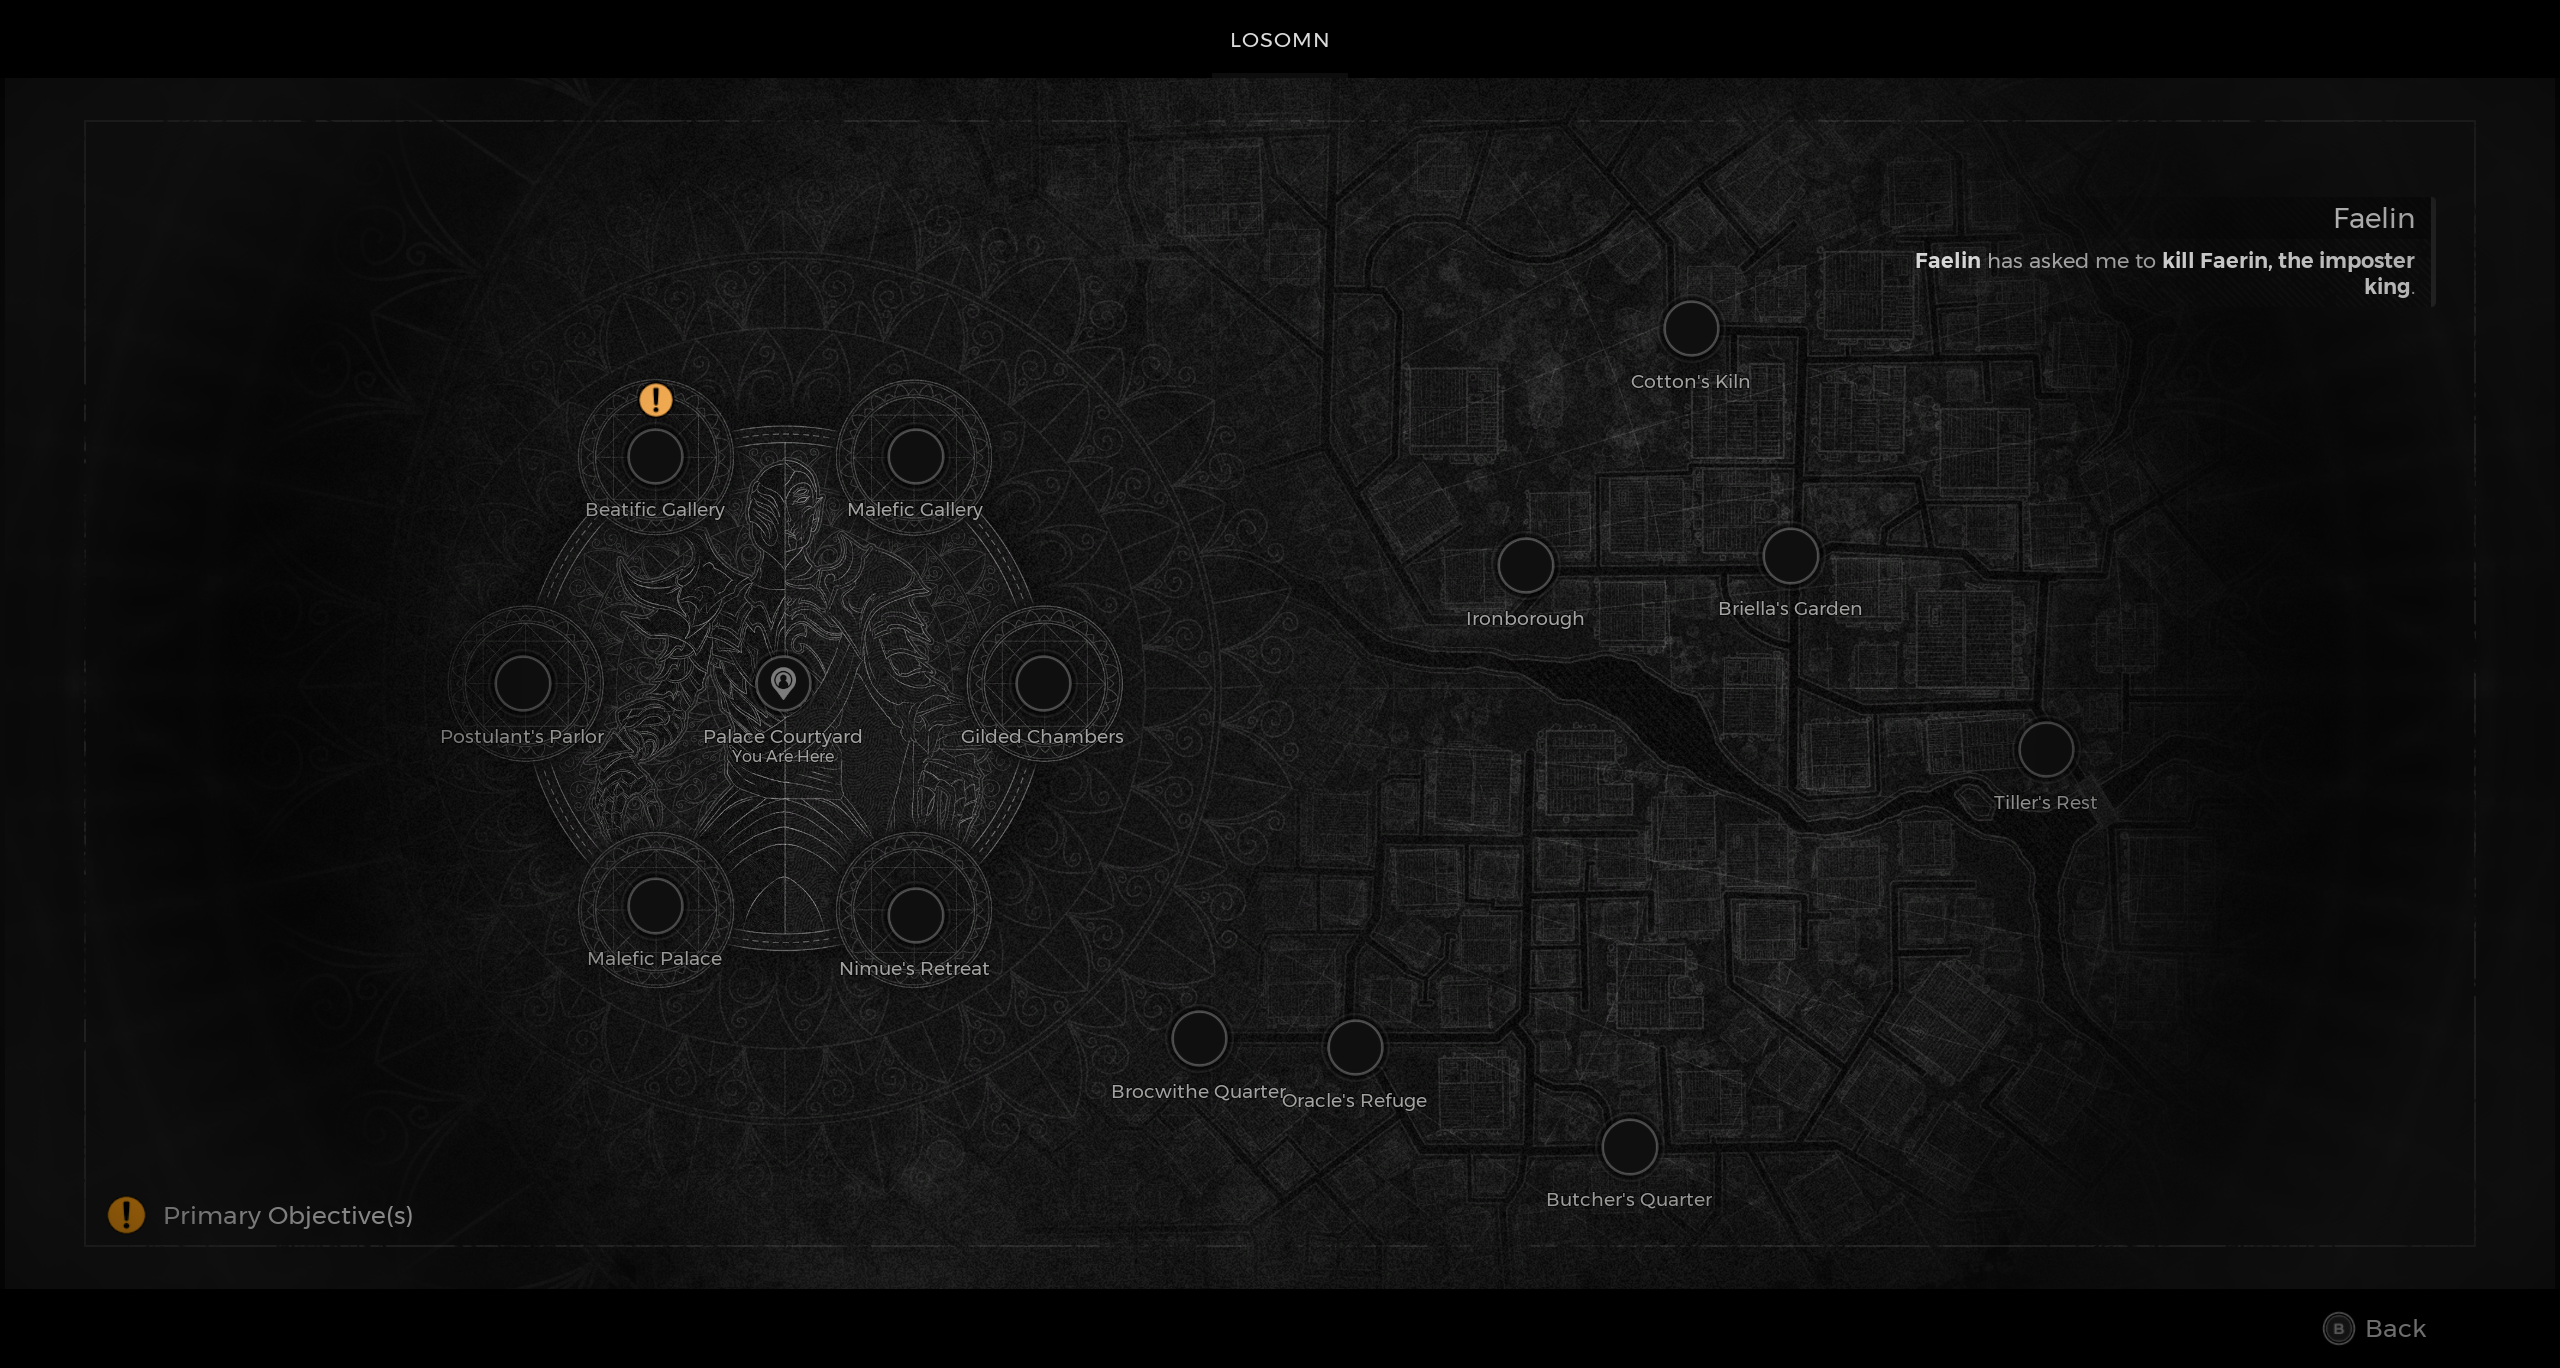 LOSOMN
Faelin
Faelin has asked me to kill Faerin, the imposter
king.
Cotton's Kiln
Beatific Gallery
Malefic Gallery
Ironborough
Briella's Garden
Postulant's Parlor
Palace Courtyard
You Are Here
Gilded Chambers
Tiller's Rest
Malefic Palace
Nimue's Retreat
Brocwithe Quarter
Oracle's Refuge
Butcher's Quarter
! Primary Objective(s)
B Back